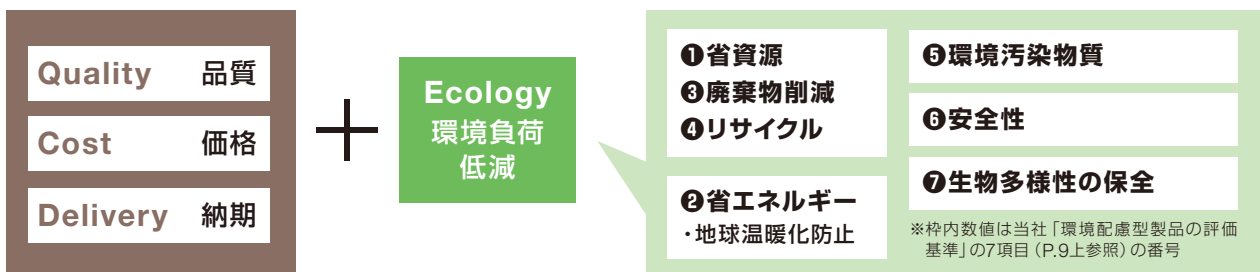 Quality 品質
Cost 価格
Delivery 納期
Ecology
環境負荷
低減
❶省資源
❸廃棄物削減
❹リサイクル
❷省エネルギー
・地球温暖化防止
❺環境汚染物質
❻安全性
❼生物多様性の保全
※枠内数値は当社「環境配慮型製品の評価
基準」の7項目（P.9上参照）の番号